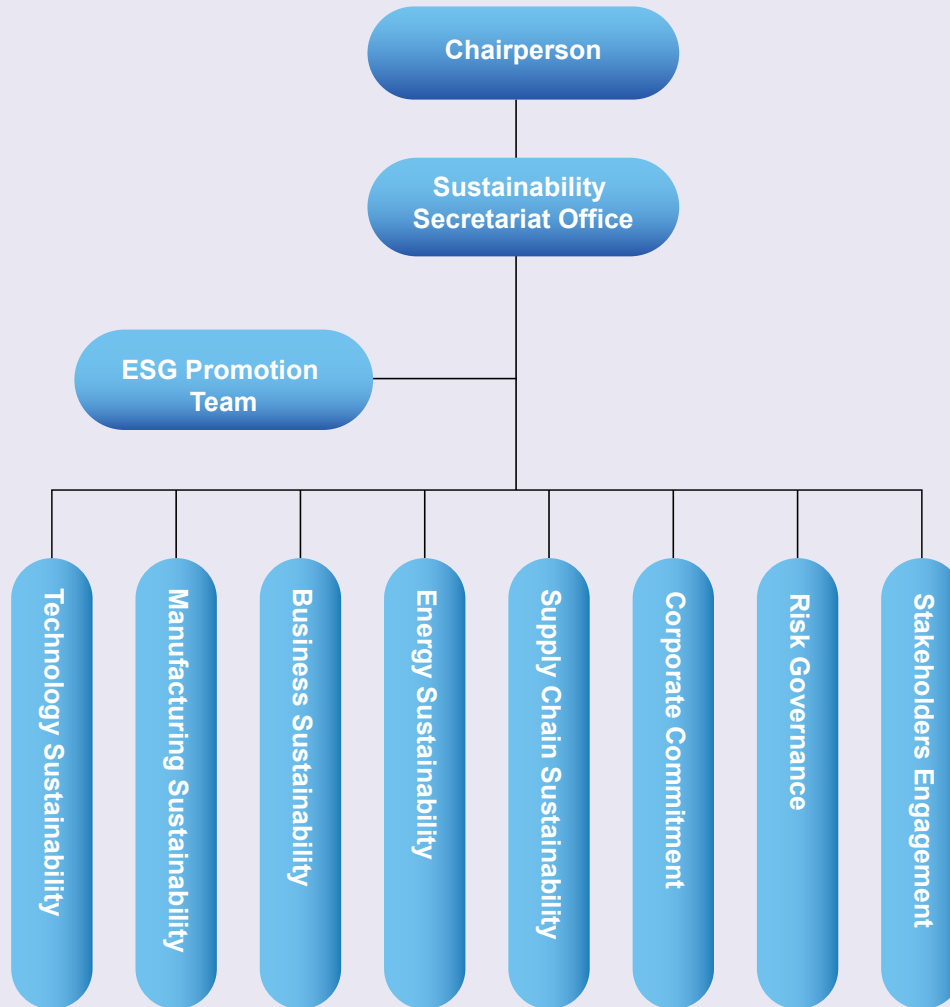 Chairperson
Sustainability
Secretariat Office
ESG Promotion
Team
Technology Sustainability
Manufacturing Sustainability
Business Sustainability
Energy Sustainability
Supply Chain Sustainability
Corporate Commitment
Risk Governance
Stakeholders Engagement